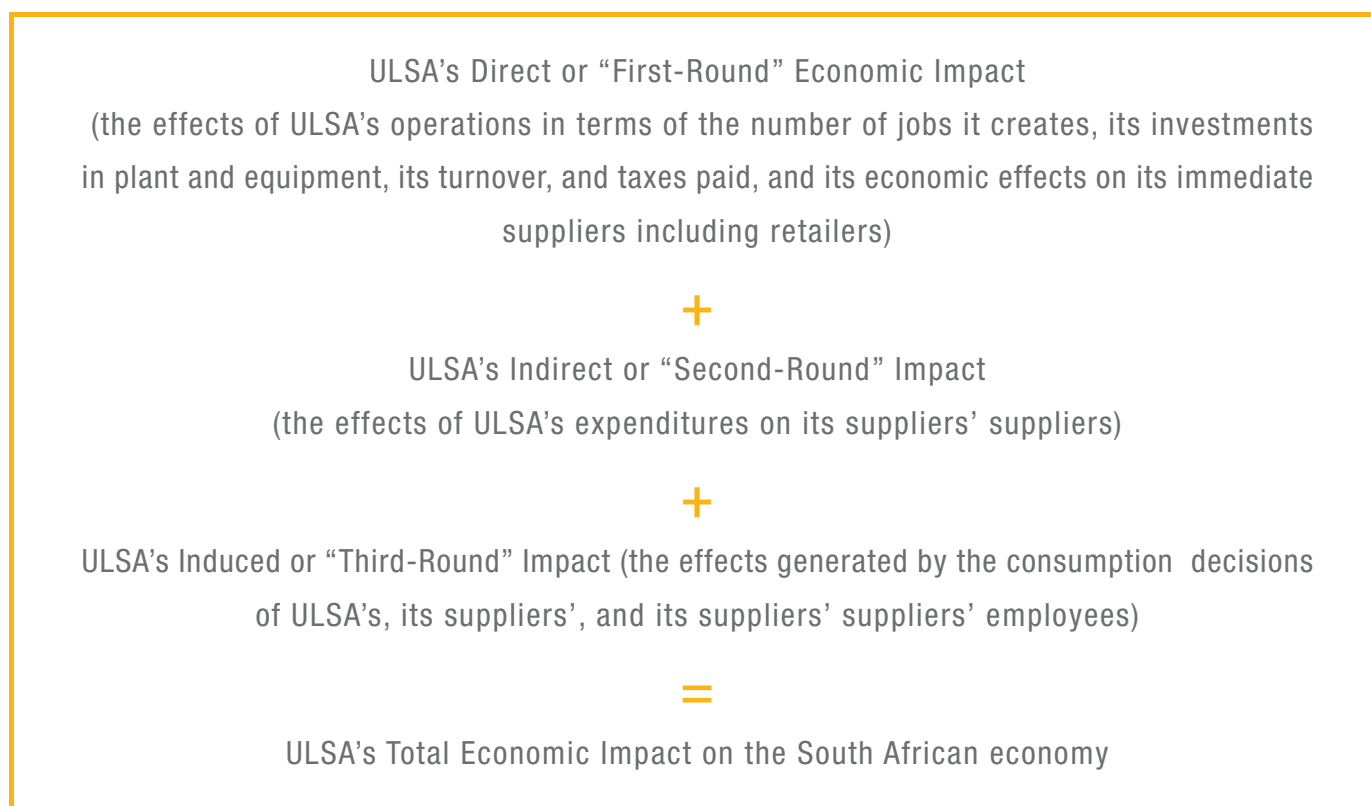 ULSA’s Direct or “First-Round” Economic Impact
(the effects of ULSA’s operations in terms of the number of jobs it creates, its investments
in plant and equipment, its turnover, and taxes paid, and its economic effects on its immediate
suppliers including retailers)
+
ULSA’s Indirect or “Second-Round” Impact
(the effects of ULSA’s expenditures on its suppliers’ suppliers)
+
ULSA’s Induced or “Third-Round” Impact (the effects generated by the consumption decisions
of ULSA’s, its suppliers’, and its suppliers’ suppliers’ employees)
=
ULSA’s Total Economic Impact on the South African economy